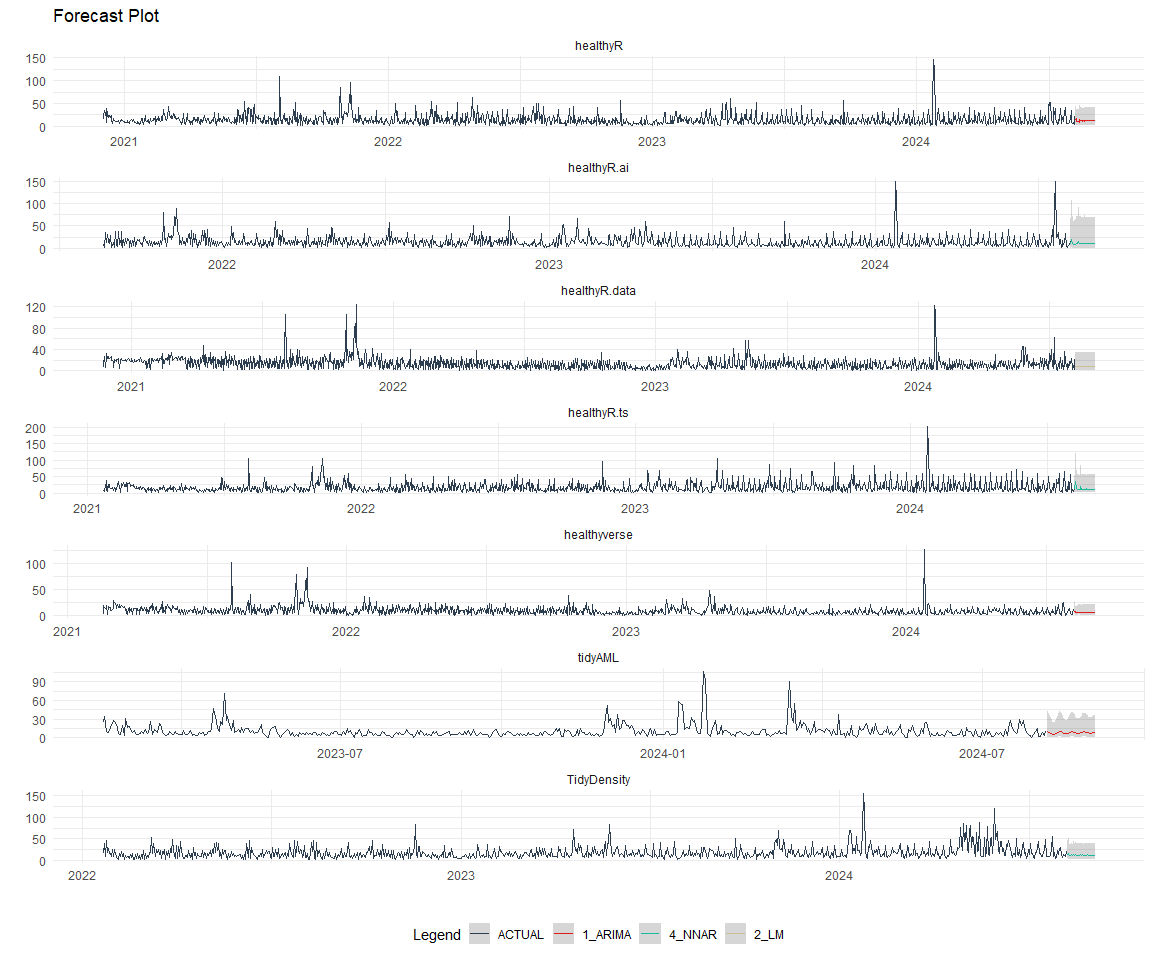 Forecast Plot
healthyR
150
100
50
0
2021 2022 2023 2024
healthyR.ai
150
100
50
0
2022 2023 2024
healthyR.data
120
80
40
0
2021 2022 2023 2024
healthyR.ts
200
150
100
50
0
2021 2022 2023 2024
healthyverse
100
50
0
2021 2022 2023 2024
tidyAML
90
60
30
0
2023-07 2024-01 2024-07
TidyDensity
150
100
50
0
2022 2023 2024
Legend ACTUAL 1_ARIMA 4_NNAR 2_LM